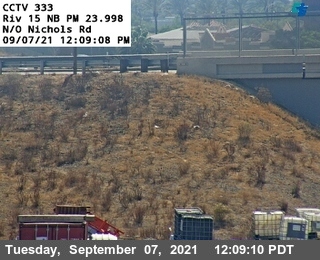 CCTV 333
Riv 15 NB PM 23.998
N/O Nichols Rd
09/07/21 12:09:08 PM
Tuesday, September 07, 2021 12:09:10 PDT